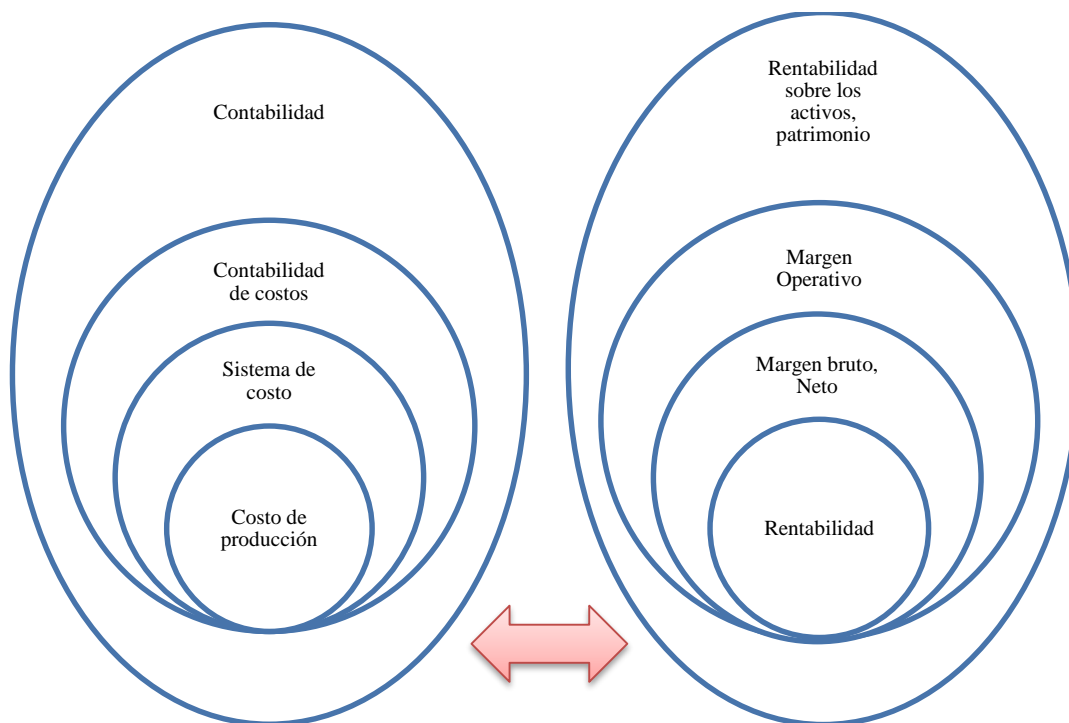 Contabilidad
Contabilidad
de costos
Sistema de
costo
Costo de
producción
Rentabilidad
sobre los
activos,
patrimonio
Margen
Operativo
Margen bruto,
Neto
Rentabilidad